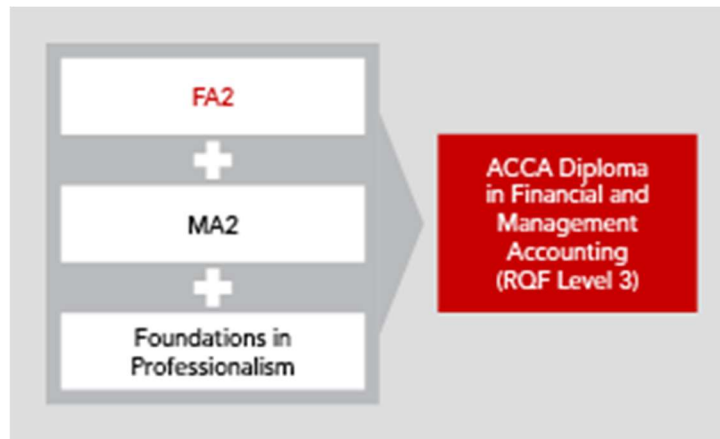 FA2
MA2
Foundations in
Professionalism
ACCA Diploma
in Financial and
Management
Accounting
(RQF Level 3)